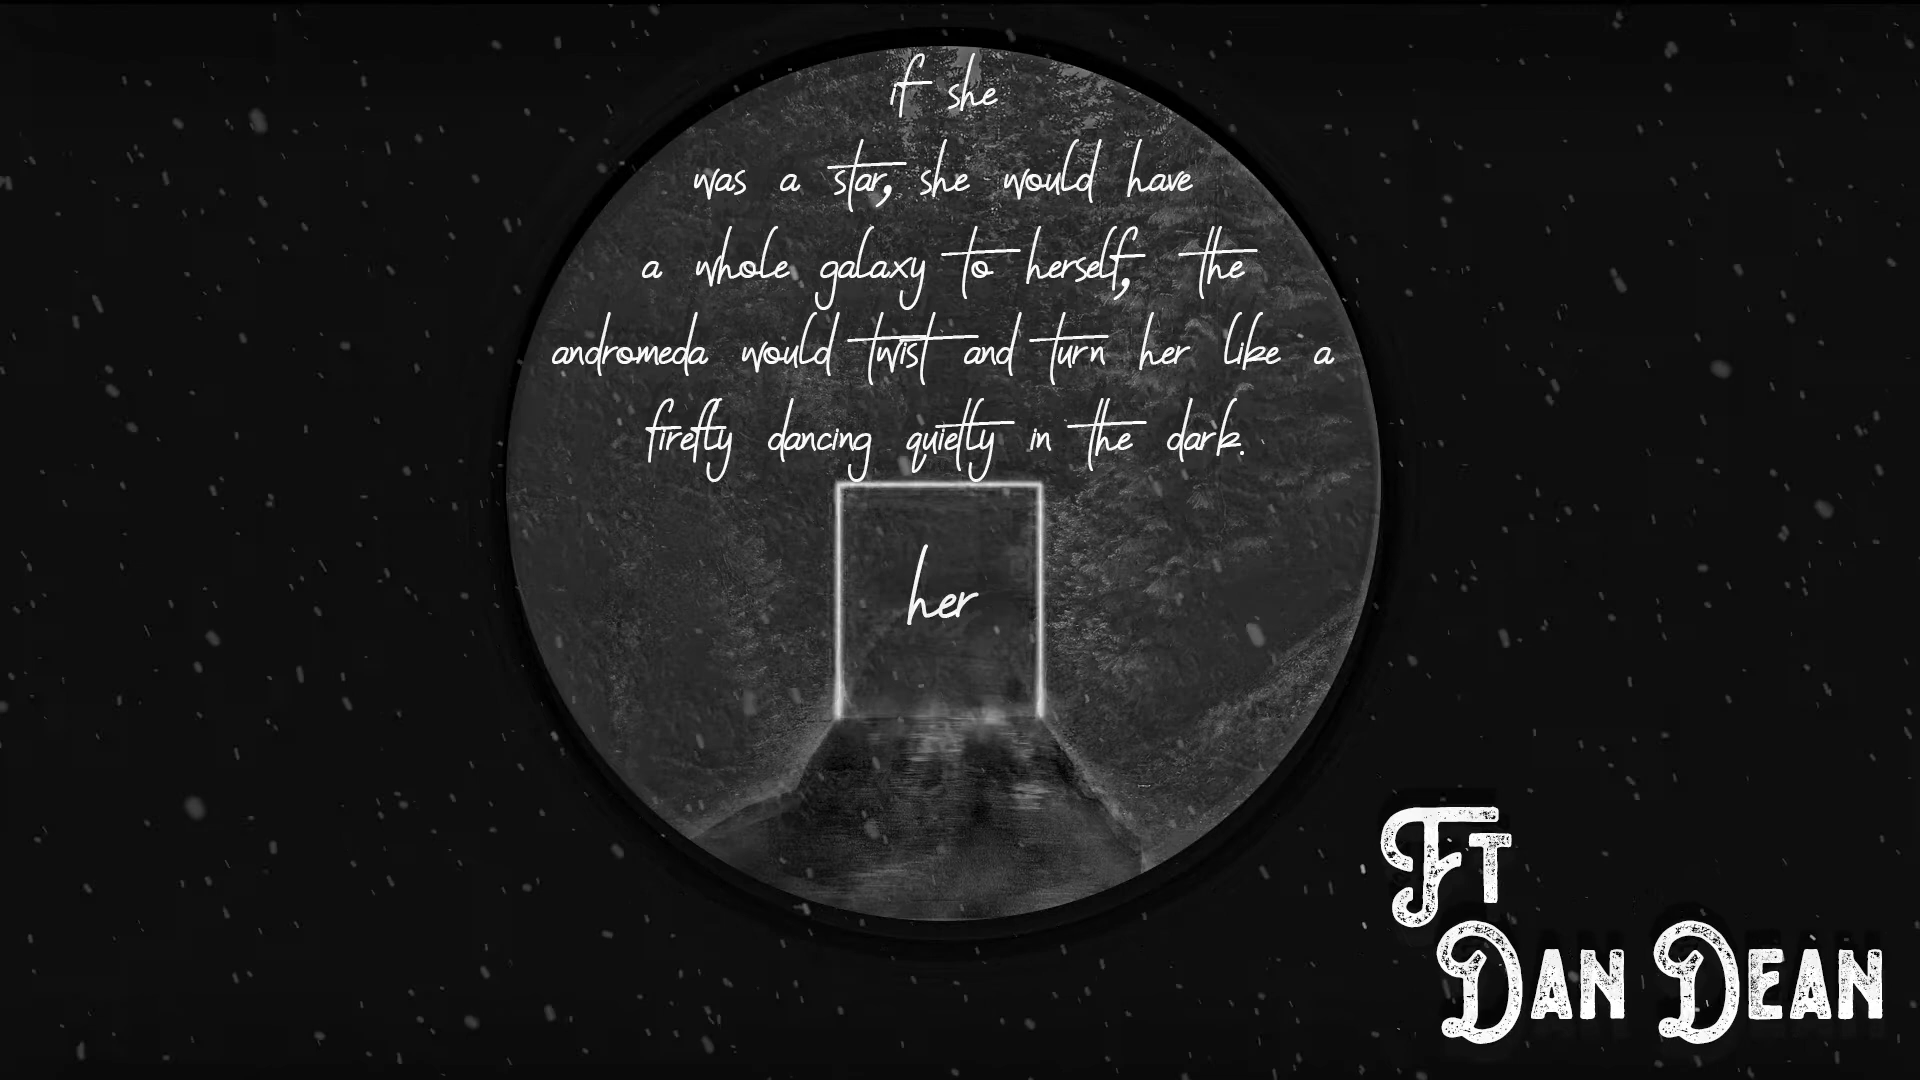 if she
was a star, she would have
a whole galaxy to herself, the
andromeda would twist and turn her like a
firefly dancing quietly in the dark.
her
Ft
Dan Dean